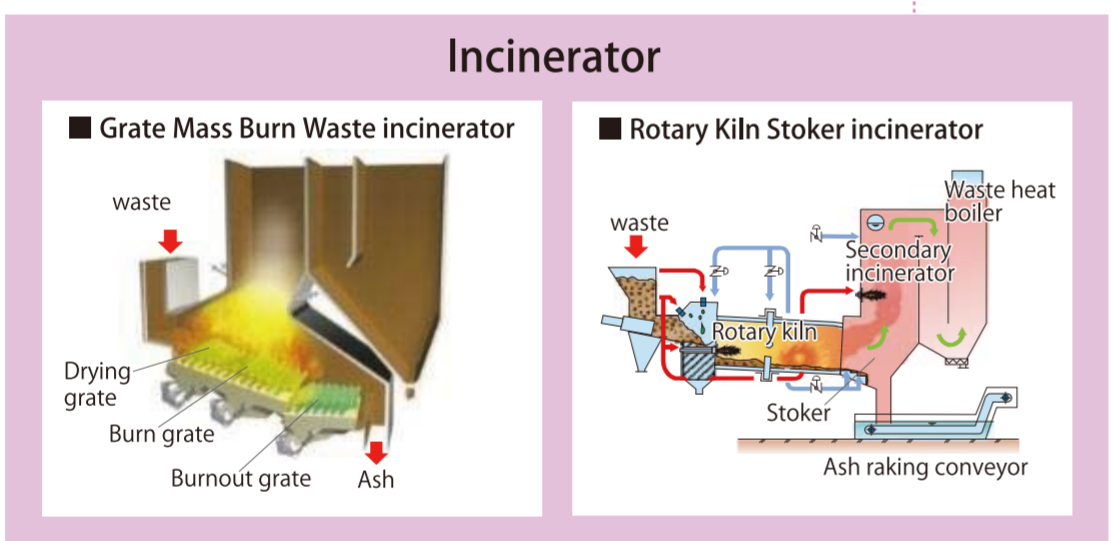 Incinerator
■ Grate Mass Burn Waste incinerator
waste
Drying
grate
Burn grate
Burnout grate
Ash
■ Rotary Kiln Stoker incinerator
waste
Waste heat
boiler
Secondary
incinerator
Rotary kiln
Stoker
Ash raking conveyor